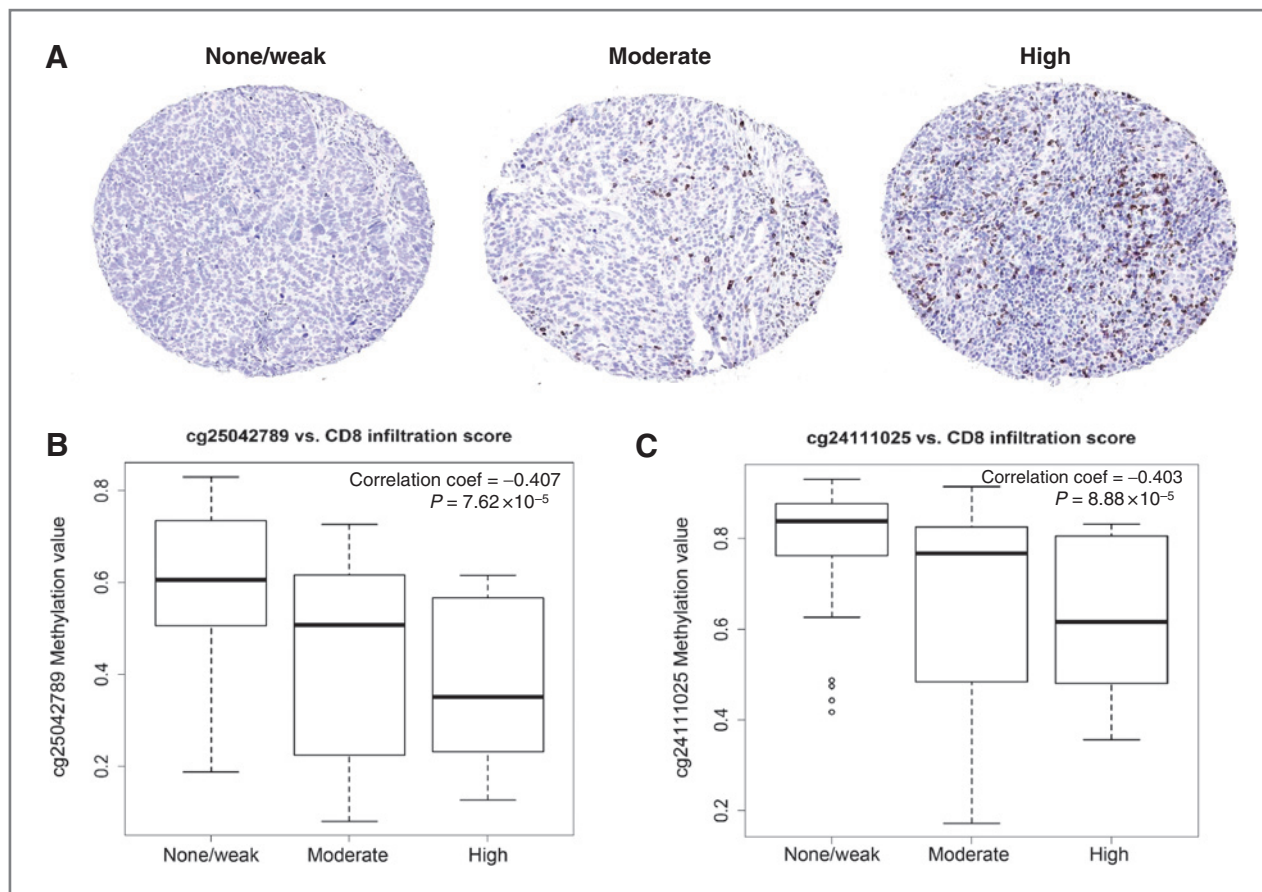 A
None/weak
Moderate
High
B
cg25042789 vs. CD8 infiltration score
Correlation coef = −0.407
P = 7.62×10⁻⁵
cg25042789 Methylation value
0.8
0.6
0.4
0.2
None/weak
Moderate
High
C
cg24111025 vs. CD8 infiltration score
Correlation coef = −0.403
P = 8.88×10⁻⁵
cg24111025 Methylation value
0.8
0.6
0.4
0.2
None/weak
Moderate
High